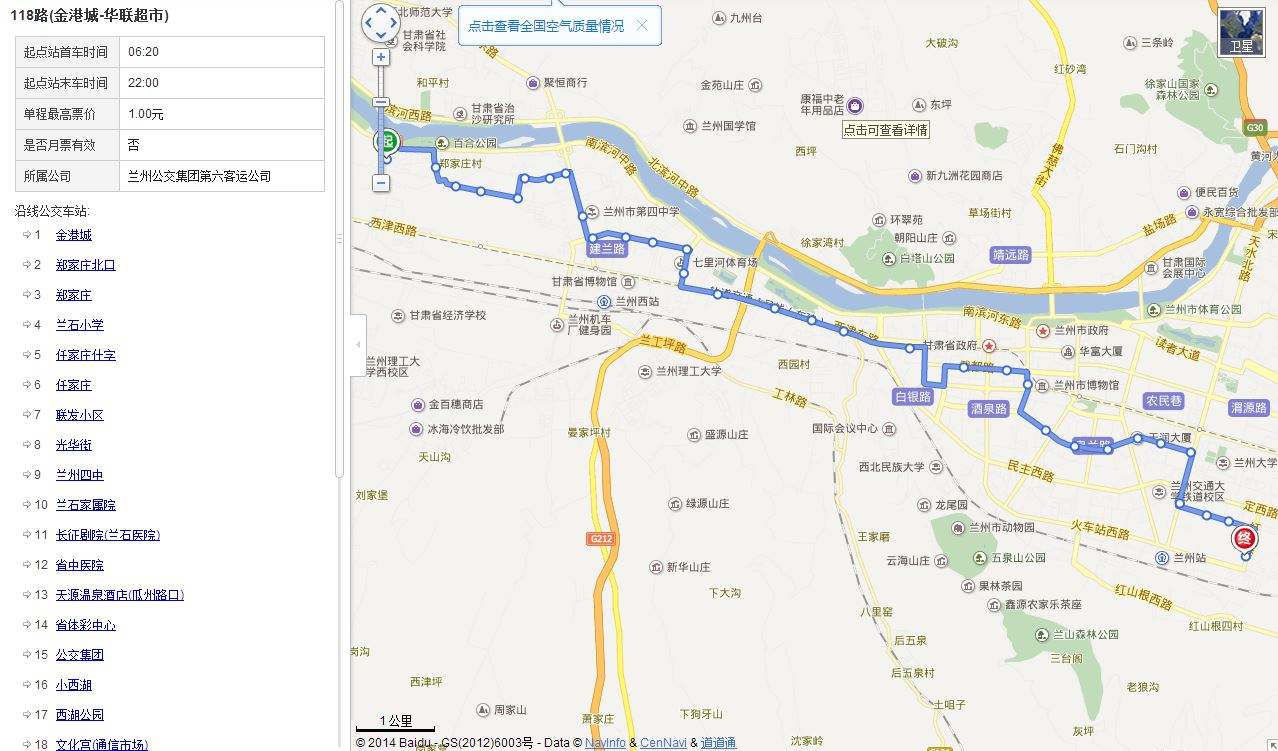 118路(金港城-华联超市)
起点站首车时间 06:20
起点站末车时间 22:00
单程最高票价 1.00元
是否月票有效 否
所属公司 兰州公交集团第六客运公司
沿线公交车站:
1 金港城
2 郑家庄北口
3 郑家庄
4 兰石小学
5 任家庄什字
6 任家庄
7 联发小区
8 光华街
9 兰州四中
10 兰石家属院
11 长征剧院(兰石医院)
12 省中医院
13 天源温泉酒店(瓜州路口)
14 省体彩中心
15 公交集团
16 小西湖
17 西湖公园
18 文化宫(通信市场)
北师范大学
点击查看全国空气质量情况
九州台
甘肃省社
会科学院
大破沟
三条岭
卫星
和平村
聚恒商行
金苑山庄
红砂湾
徐家山国家
森林公园
滨河西路
甘肃省治
沙研究所
康福中老
年用品店
东坪
兰州国学馆
点击可查看详情
G30
起
百合公园
郑家庄村
南滨河中路
北滨河中路
西坪
佛慈大街
石门沟村
黄河
新九洲花园商店
便民百货
永宽综合批发部
兰州市第四中学
环翠苑
草场街村
盐场路
西津西路
建兰路
徐家湾村
朝阳山庄
白塔山公园
靖远路
天水北路
七里河体育场
甘肃国际
会展中心
甘肃省博物馆
兰州西站
甘肃省经济学校
兰州机车
厂健身园
南滨河东路
兰州市体育公园
兰州市政府
兰工坪路
西津东路
甘肃省政府
华富大厦
读者大道
兰州理工大
学西校区
兰州理工大学
西园村
兰州市博物馆
金百穗商店
工林路
白银路
酒泉路
农民巷
渭源路
冰海冷饮批发部
晏家坪村
盛源山庄
国际会议中心
天山沟
西北民族大学
民主西路
兰州大学
刘家堡
兰州交通大
学铁道校区
绿源山庄
龙尾园
定西路
兰州市动物园
火车站西路
G212
王家磨
终
云海山庄
五泉山公园
兰州站
新华山庄
果林茶园
下大沟
鑫源农家乐茶座
红山根西路
八里窑
红山根四村
后五泉
兰山森林公园
岗沟
三台阁
后五泉村
西津坪
老狼沟
周家山
土咀子
萧家庄
下狗牙山
灰坪
沈家岭
1 公里
© 2014 Baidu - GS(2012)6003号 - Data © NavInfo & CenNavi & 道道通